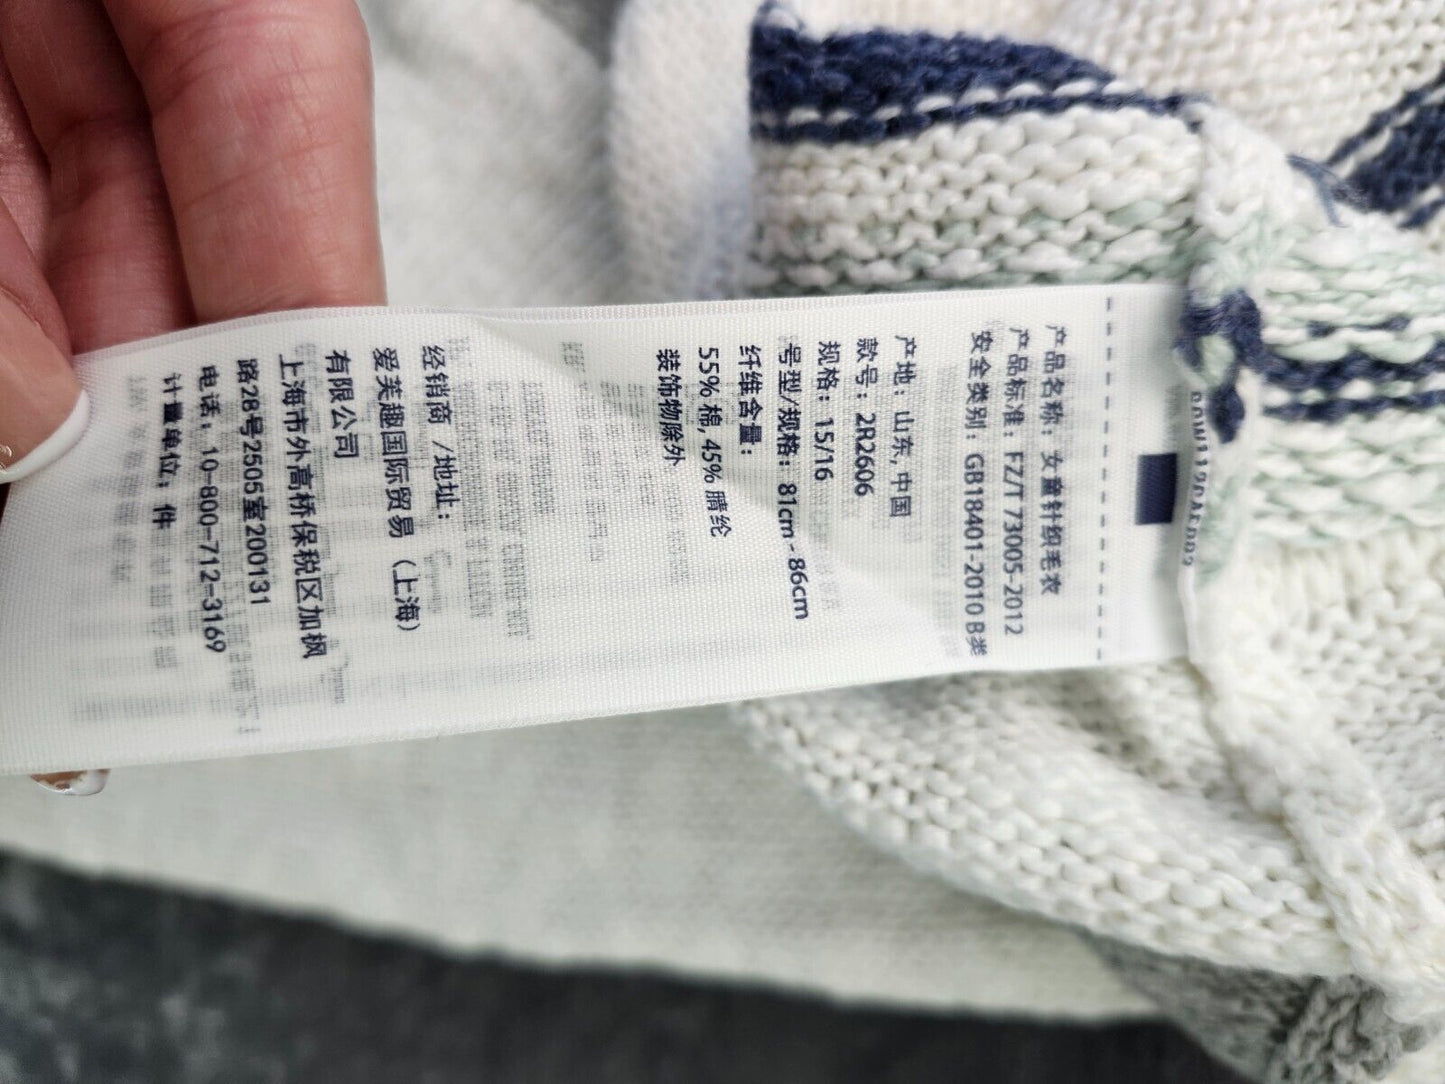 产品名称：女童针织毛衣
产品标准：FZ/T 73005-2012
安全类别：GB18401-2010 B类
产地：山东,中国
款号：2R2606
规格：15/16
号型/规格：81cm-86cm
纤维含量：
55%棉,45%腈纶
装饰物除外
经销商 /地址：
爱芙趣国际贸易（上海）
有限公司
上海市外高桥保税区加枫
路28号2505室200131
电话：10-800-712-3169
计量单位：件